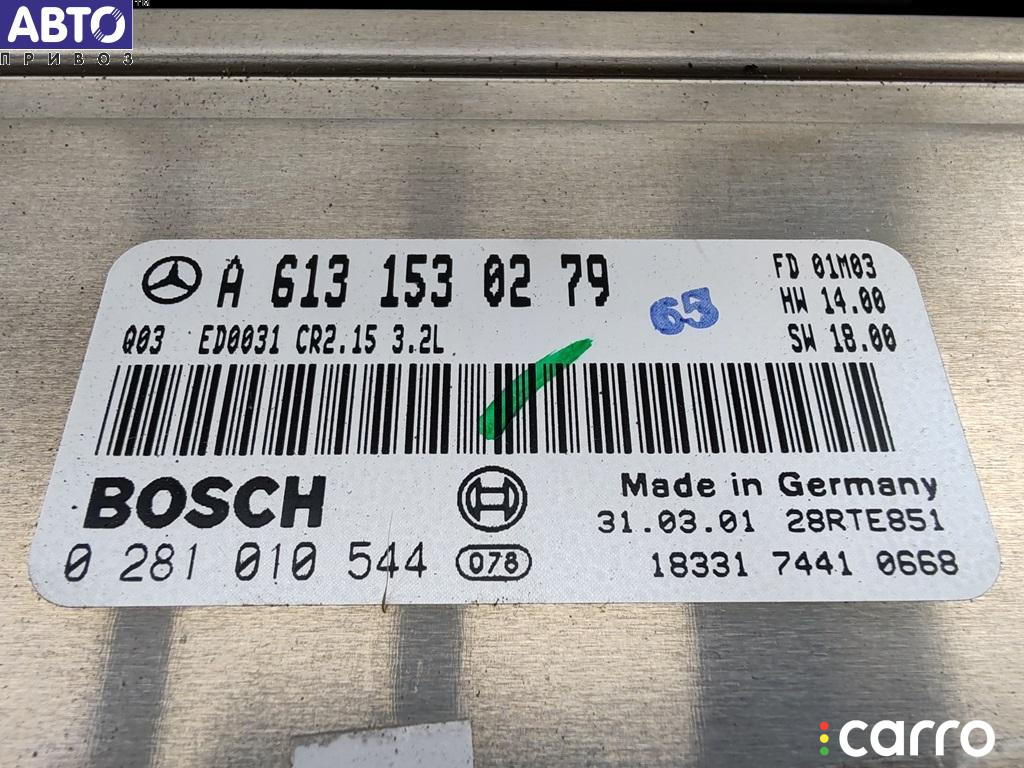 АВТО™
ПРИВОЗ
A 613 153 02 79
FD 01M03
65
HW 14.00
Q03 ED0031 CR2.15 3.2L
SW 18.00
BOSCH
Made in Germany
31.03.01 28RTE851
0 281 010 544 078
18331 7441 0668
carro